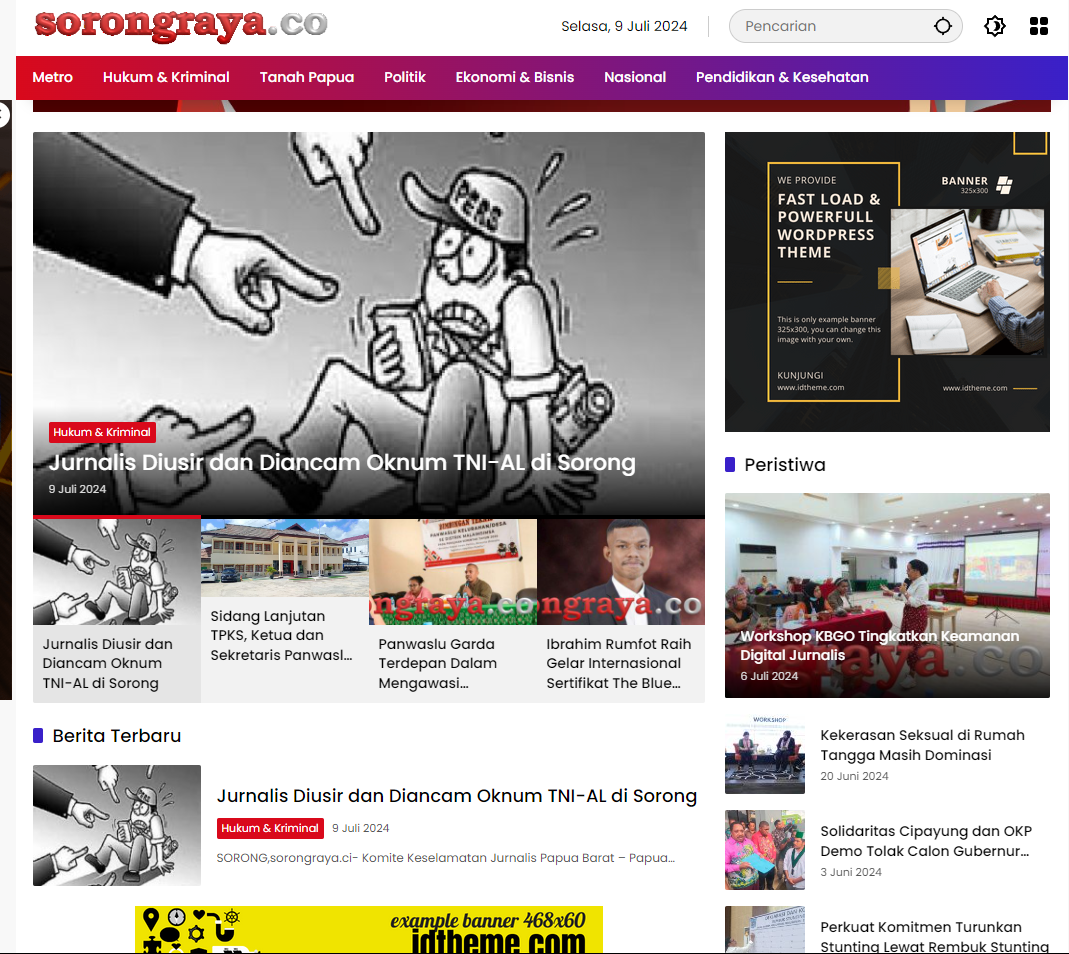 sorongraya.co
Selasa, 9 Juli 2024
Pencarian
Metro
Hukum & Kriminal
Tanah Papua
Politik
Ekonomi & Bisnis
Nasional
Pendidikan & Kesehatan
PERS
Hukum & Kriminal
Jurnalis Diusir dan Diancam Oknum TNI-AL di Sorong
9 Juli 2024
Jurnalis Diusir dan
Diancam Oknum
TNI-AL di Sorong
Sidang Lanjutan
TPKS, Ketua dan
Sekretaris Panwasl...
ngraya.co
Panwaslu Garda
Terdepan Dalam
Mengawasi...
ngraya.co
Ibrahim Rumfot Raih
Gelar Internasional
Sertifikat The Blue...
Berita Terbaru
Jurnalis Diusir dan Diancam Oknum TNI-AL di Sorong
Hukum & Kriminal
9 Juli 2024
SORONG,sorongraya.ci- Komite Keselamatan Jurnalis Papua Barat – Papua...
example banner 468x60
idtheme.com
WE PROVIDE
FAST LOAD &
POWERFULL
WORDPRESS
THEME
BANNER
325x300
This is only example banner
325x300, you can change this
image with your own.
KUNJUNGI
www.idtheme.com
www.idtheme.com
Peristiwa
Workshop KBGO Tingkatkan Keamanan
Digital Jurnalis
raya.co
6 Juli 2024
WORKSHOP
Kekerasan Seksual di Rumah
Tangga Masih Dominasi
20 Juni 2024
Solidaritas Cipayung dan OKP
Demo Tolak Calon Gubernur...
3 Juni 2024
Perkuat Komitmen Turunkan
Stunting Lewat Rembuk Stunting